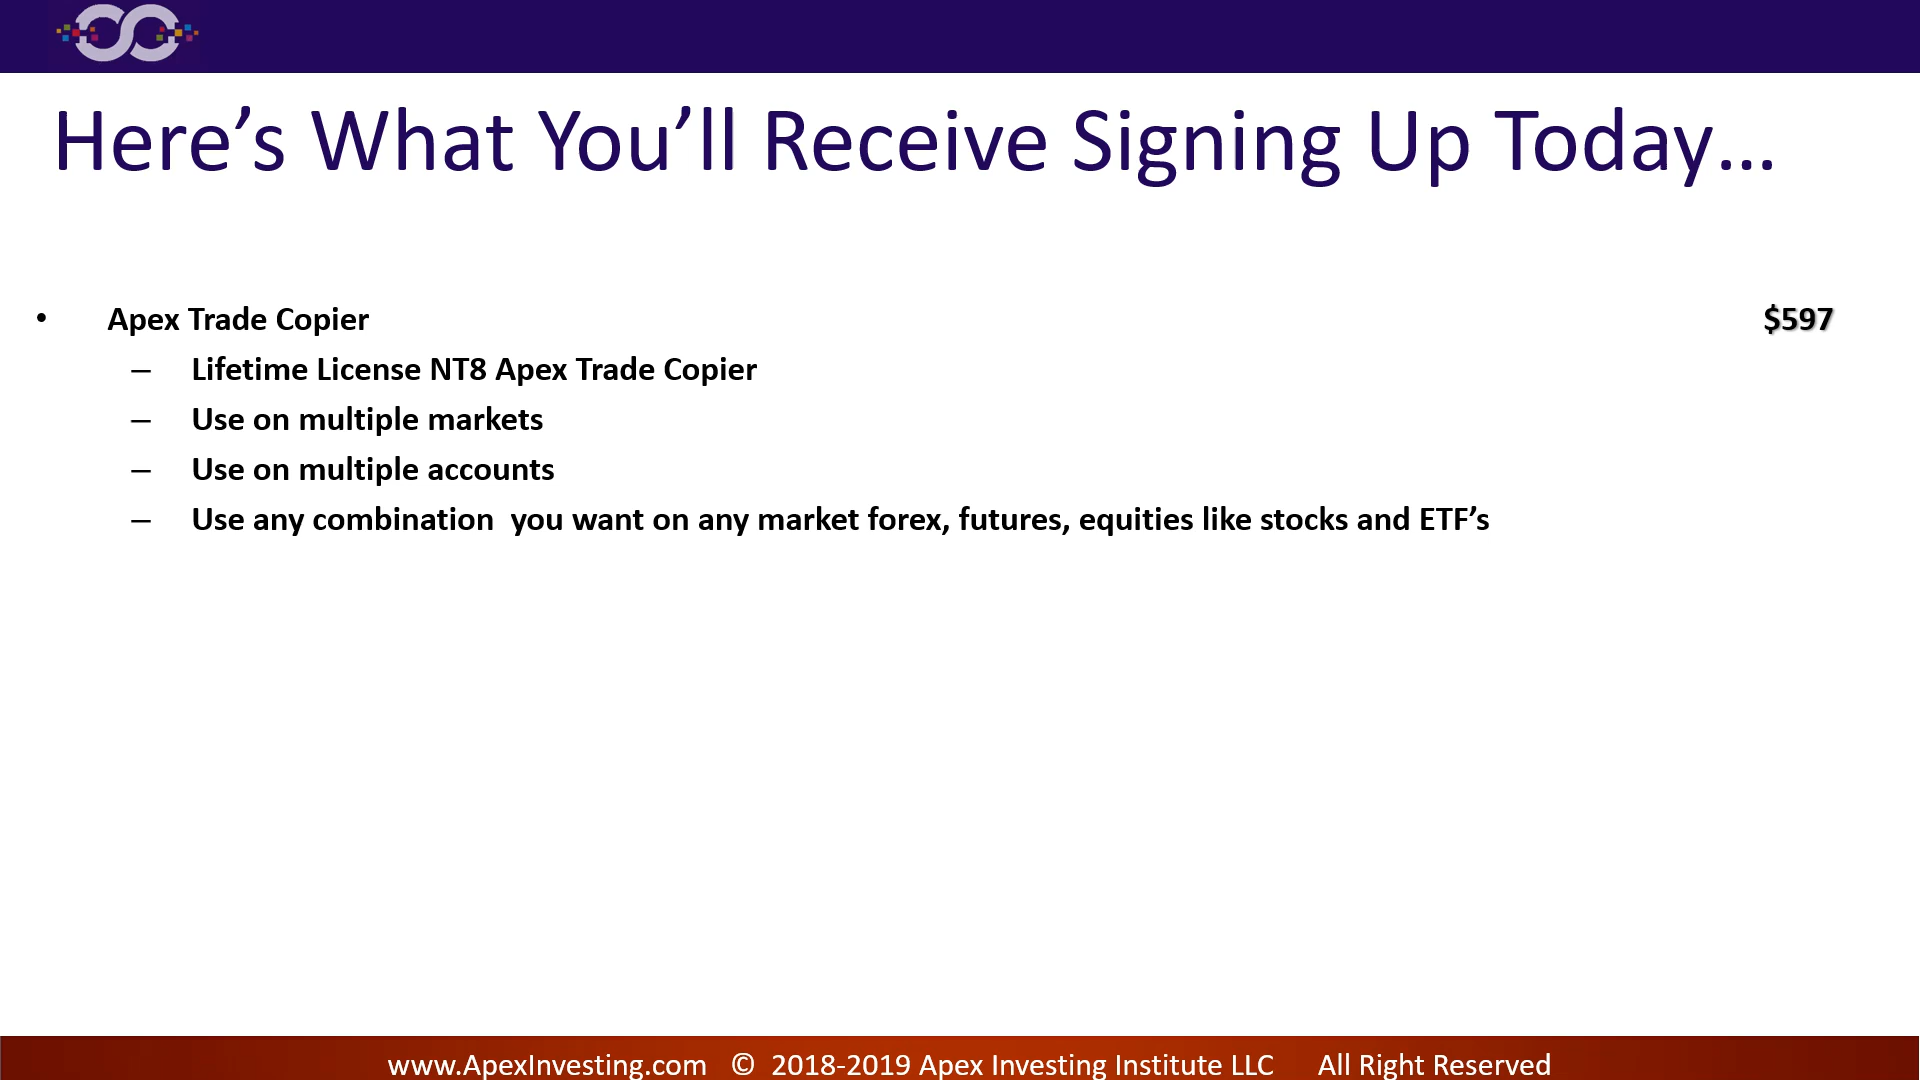 Here’s What You’ll Receive Signing Up Today…
• Apex Trade Copier $597
– Lifetime License NT8 Apex Trade Copier
– Use on multiple markets
– Use on multiple accounts
– Use any combination  you want on any market forex, futures, equities like stocks and ETF’s
www.ApexInvesting.com © 2018-2019 Apex Investing Institute LLC All Right Reserved